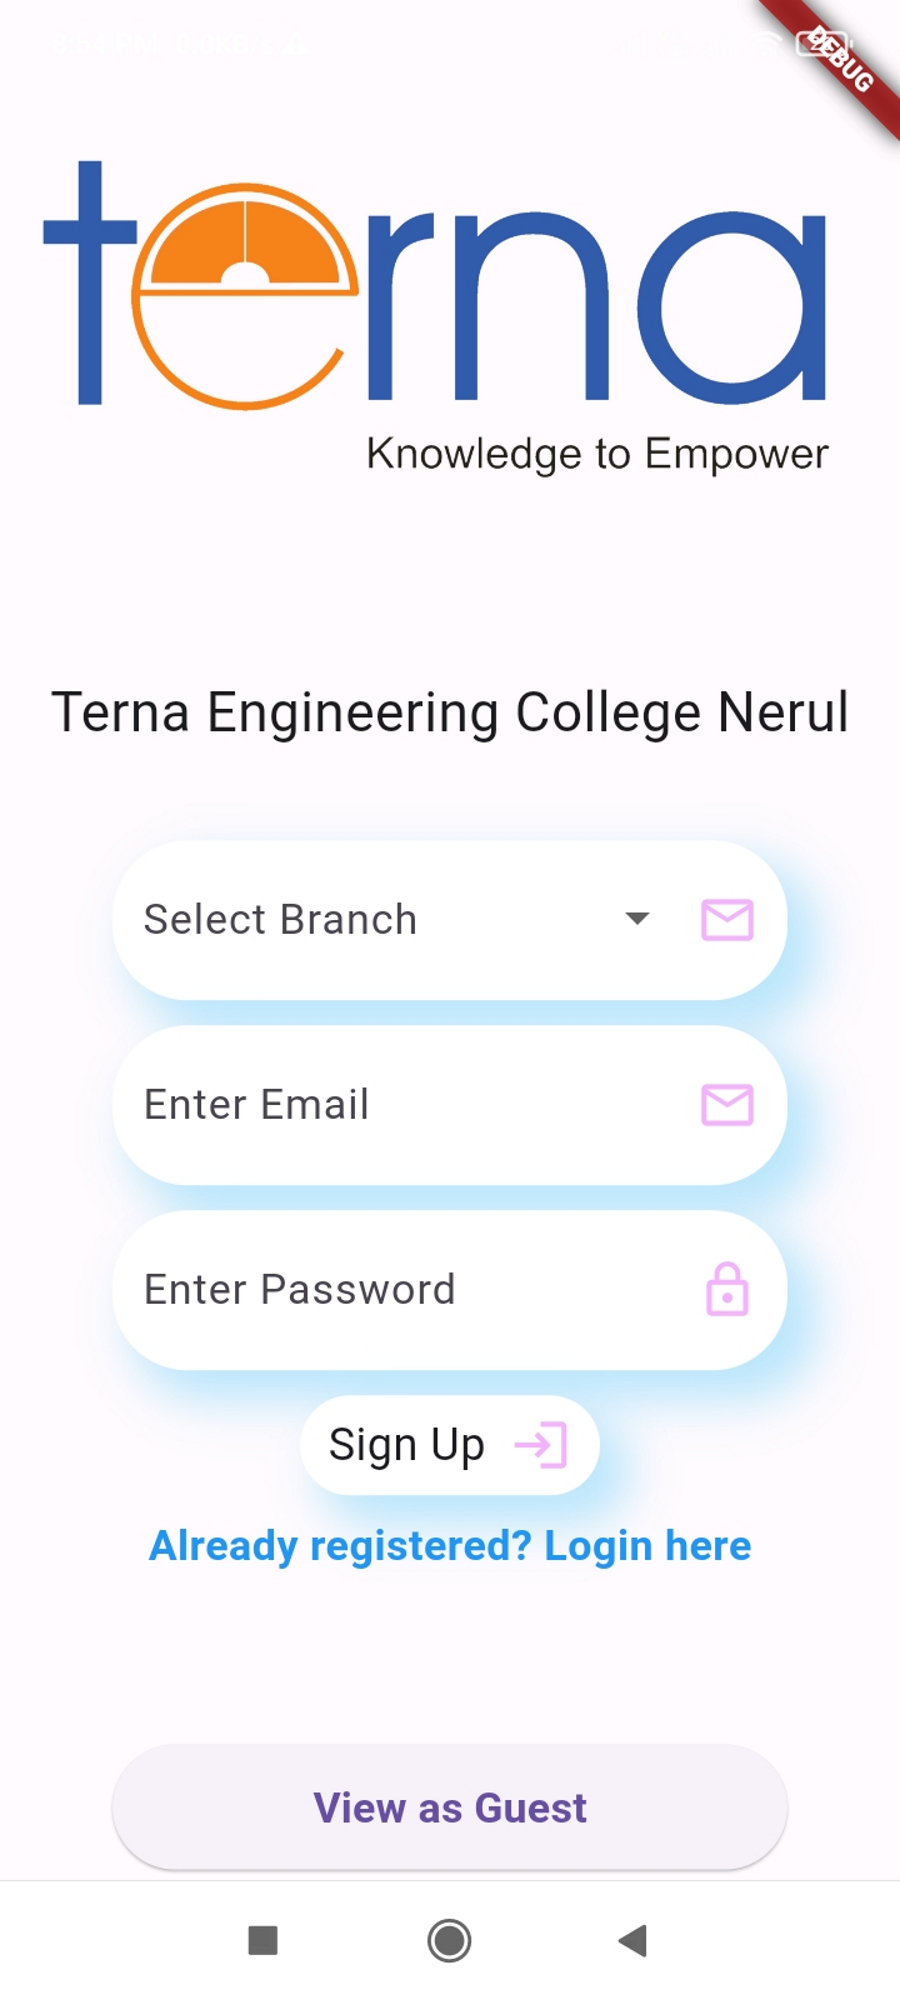 DEBUG
terna
Knowledge to Empower
Terna Engineering College Nerul
Select Branch
Enter Email
Enter Password
Sign Up
Already registered? Login here
View as Guest